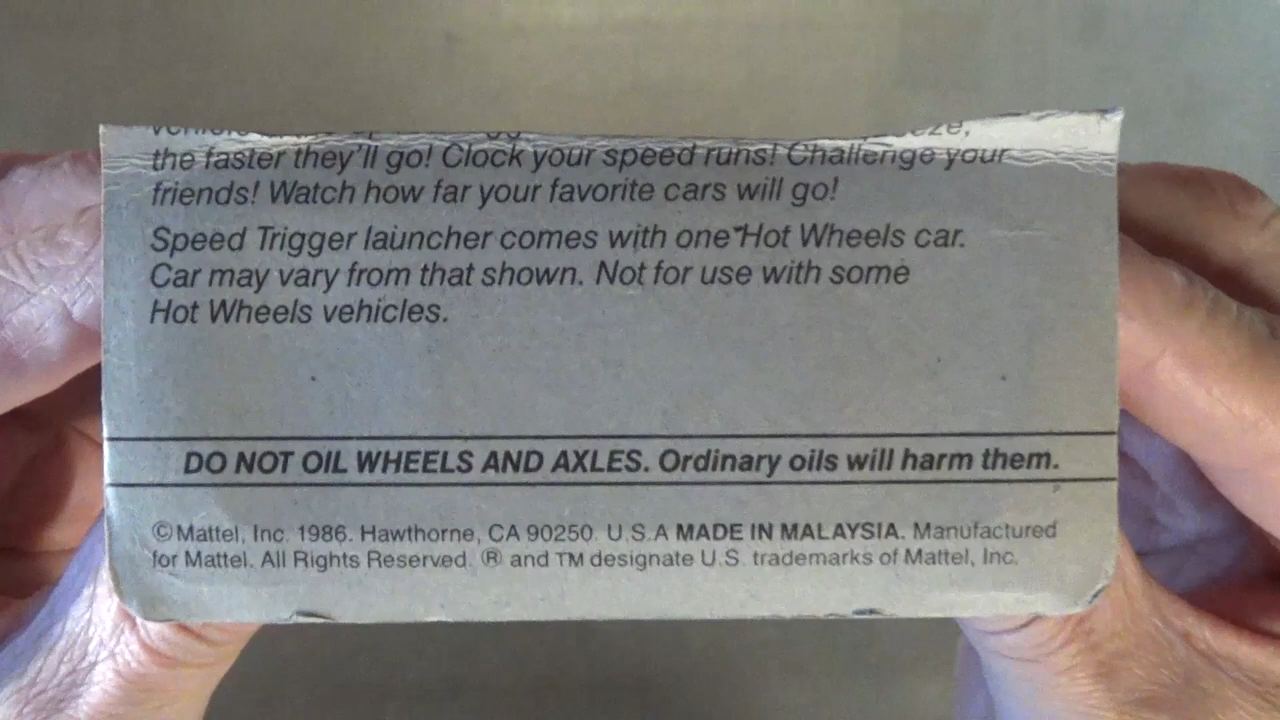 the faster they'll go! Clock your speed runs! Challenge your
friends! Watch how far your favorite cars will go!
Speed Trigger launcher comes with one Hot Wheels car.
Car may vary from that shown. Not for use with some
Hot Wheels vehicles.
DO NOT OIL WHEELS AND AXLES. Ordinary oils will harm them.
©Mattel, Inc. 1986. Hawthorne, CA 90250. U.S.A MADE IN MALAYSIA. Manufactured
for Mattel. All Rights Reserved. ® and TM designate U.S. trademarks of Mattel, Inc.